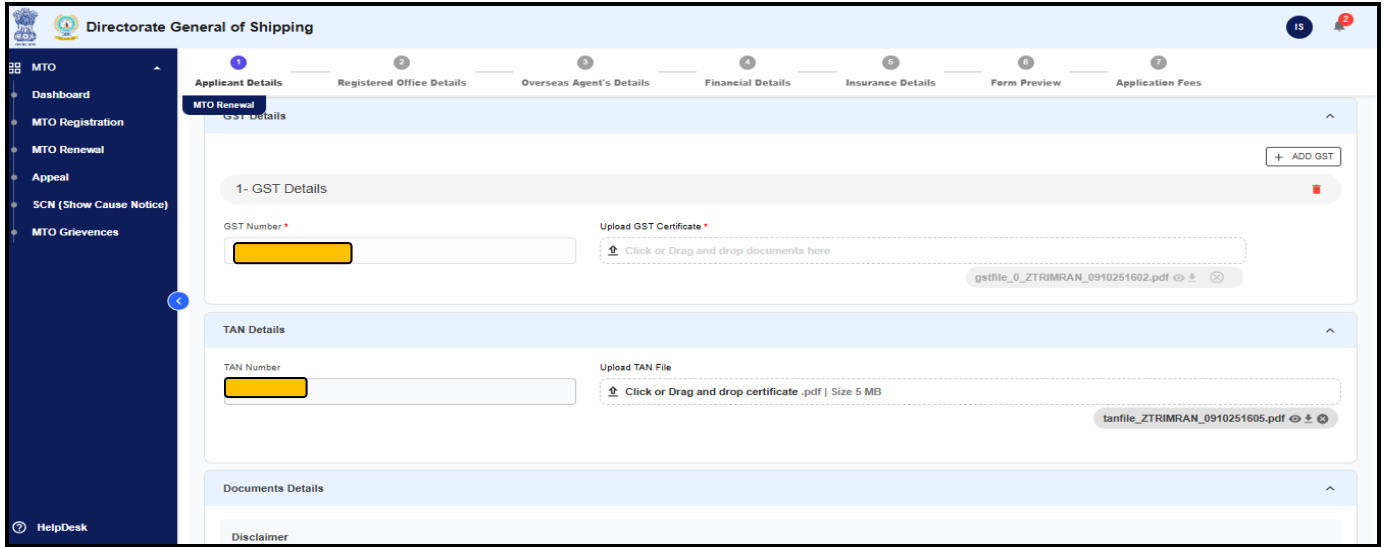 Directorate General of Shipping
IS
2
MTO
Dashboard
MTO Registration
MTO Renewal
Appeal
SCN (Show Cause Notice)
MTO Grievences
HelpDesk
1 2 3 4 5 6 7
Applicant Details Registered Office Details Overseas Agent's Details Financial Details Insurance Details Form Preview Application Fees
MTO Renewal
GST Details
+ ADD GST
1- GST Details
GST Number * Upload GST Certificate *
Click or Drag and drop documents here
gstfile_0_ZTRIMRAN_0910251602.pdf
TAN Details
TAN Number Upload TAN File
Click or Drag and drop certificate .pdf | Size 5 MB
tanfile_ZTRIMRAN_0910251605.pdf
Documents Details
Disclaimer